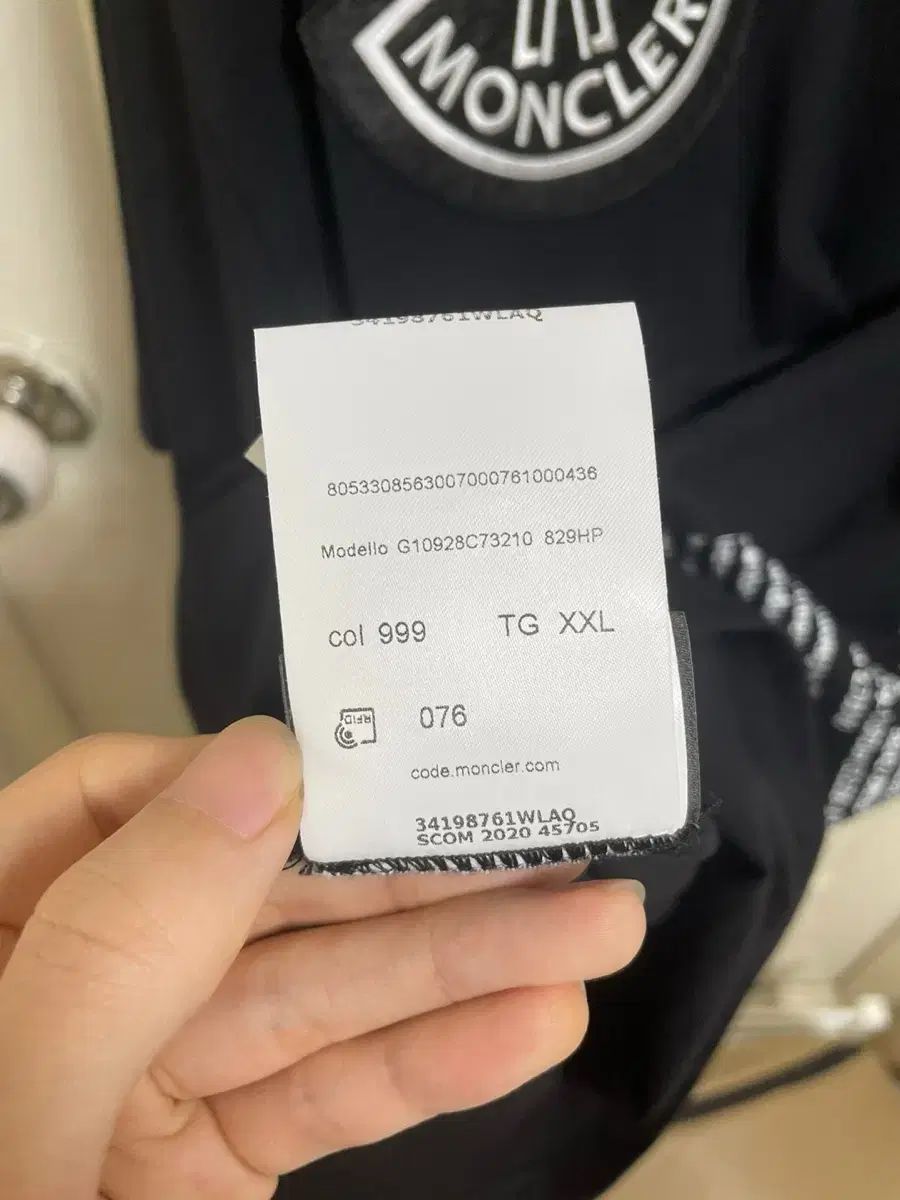 MONCLER
34198761WLAQ
8053308563007000761000436
Modello G10928C73210 829HP
col 999 TG XXL
RFID
076
code.moncler.com
34198761WLAQ
SCOM 2020 45705